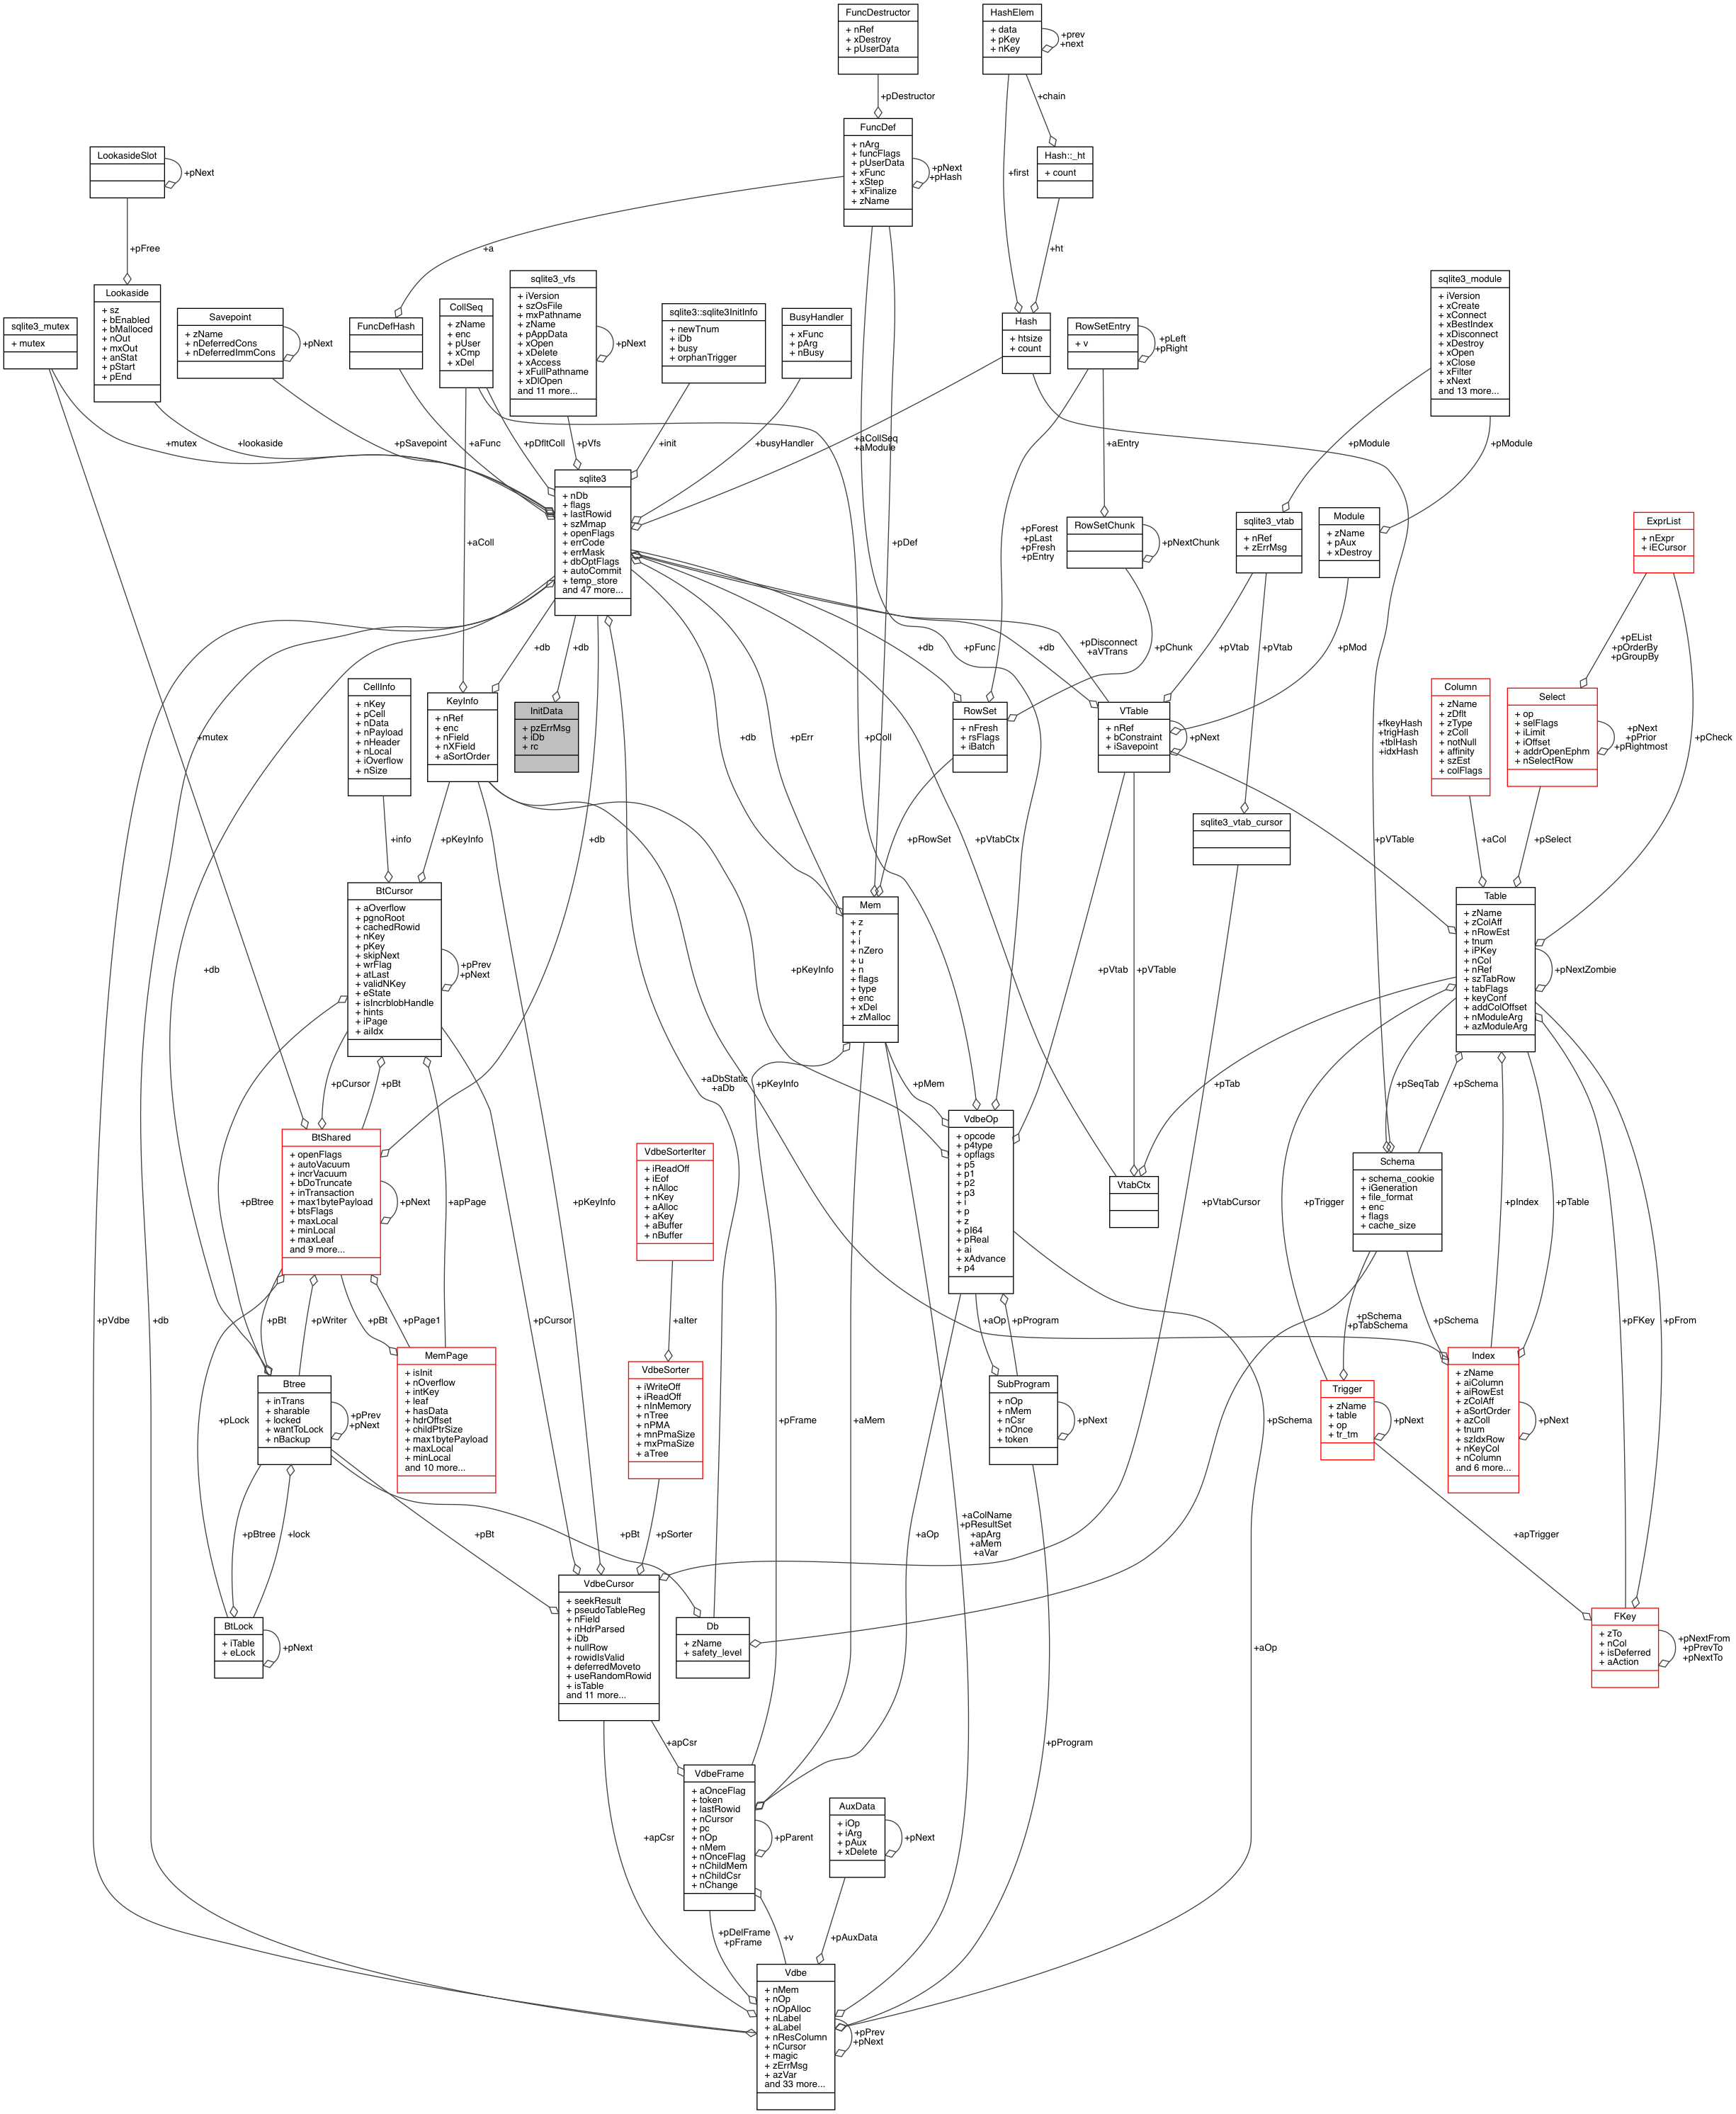 FuncDestructor
+ nRef
+ xDestroy
+ pUserData
HashElem
+ data
+ pKey
+ nKey
+prev
+next
+pDestructor
+chain
FuncDef
+ nArg
+ funcFlags
+ pUserData
+ xFunc
+ xStep
+ xFinalize
+ zName
+pNext
+pHash
LookasideSlot
+pNext
Hash::_ht
+ count
+first
+pFree
+a
+ht
sqlite3_mutex
+ mutex
Lookaside
+ sz
+ bEnabled
+ bMalloced
+ nOut
+ mxOut
+ anStat
+ pStart
+ pEnd
Savepoint
+ zName
+ nDeferredCons
+ nDeferredImmCons
+pNext
FuncDefHash
CollSeq
+ zName
+ enc
+ pUser
+ xCmp
+ xDel
sqlite3_vfs
+ iVersion
+ szOsFile
+ mxPathname
+ zName
+ pAppData
+ xOpen
+ xDelete
+ xAccess
+ xFullPathname
+ xDlOpen
and 11 more...
+pNext
sqlite3::sqlite3InitInfo
+ newTnum
+ iDb
+ busy
+ orphanTrigger
BusyHandler
+ xFunc
+ pArg
+ nBusy
Hash
+ htsize
+ count
RowSetEntry
+ v
+pLeft
+pRight
sqlite3_module
+ iVersion
+ xCreate
+ xConnect
+ xBestIndex
+ xDisconnect
+ xDestroy
+ xOpen
+ xClose
+ xFilter
+ xNext
and 13 more...
+mutex
+lookaside
+pSavepoint
+aFunc
+pDfltColl
+pVfs
+init
+busyHandler
+aCollSeq
+aModule
+aEntry
+pModule
+pModule
sqlite3
+ nDb
+ flags
+ lastRowid
+ szMmap
+ openFlags
+ errCode
+ errMask
+ dbOptFlags
+ autoCommit
+ temp_store
and 47 more...
+aColl
+pDef
+pForest
+pLast
+pFresh
+pEntry
RowSetChunk
+pNextChunk
sqlite3_vtab
+ nRef
+ zErrMsg
Module
+ zName
+ pAux
+ xDestroy
ExprList
+ nExpr
+ iECursor
+db
+db
+db
+pFunc
+db
+pDisconnect
+aVTrans
+pChunk
+pVtab
+pVtab
+pMod
+pEList
+pOrderBy
+pGroupBy
CellInfo
+ nKey
+ pCell
+ nData
+ nPayload
+ nHeader
+ nLocal
+ iOverflow
+ nSize
KeyInfo
+ nRef
+ enc
+ nField
+ nXField
+ aSortOrder
InitData
+ pzErrMsg
+ iDb
+ rc
+mutex
+db
+pErr
+pColl
RowSet
+ nFresh
+ rsFlags
+ iBatch
VTable
+ nRef
+ bConstraint
+ iSavepoint
+pNext
+fkeyHash
+trigHash
+tblHash
+idxHash
Column
+ zName
+ zDflt
+ zType
+ zColl
+ notNull
+ affinity
+ szEst
+ colFlags
Select
+ op
+ selFlags
+ iLimit
+ iOffset
+ addrOpenEphm
+ nSelectRow
+pNext
+pPrior
+pRightmost
+pCheck
+info
+pKeyInfo
+db
+pRowSet
+pVtabCtx
sqlite3_vtab_cursor
+pVTable
+aCol
+pSelect
BtCursor
+ aOverflow
+ pgnoRoot
+ cachedRowid
+ nKey
+ pKey
+ skipNext
+ wrFlag
+ atLast
+ validNKey
+ eState
+ isIncrblobHandle
+ hints
+ iPage
+ aiIdx
+pPrev
+pNext
Mem
+ z
+ r
+ i
+ nZero
+ u
+ n
+ flags
+ type
+ enc
+ xDel
+ zMalloc
Table
+ zName
+ zColAff
+ nRowEst
+ tnum
+ iPKey
+ nCol
+ nRef
+ szTabRow
+ tabFlags
+ keyConf
+ addColOffset
+ nModuleArg
+ azModuleArg
+pNextZombie
+db
+pKeyInfo
+pVtab
+pVTable
+pCursor
+pBt
+aDbStatic
+aDb
+pKeyInfo
+pMem
+pTab
+pSeqTab
+pSchema
BtShared
+ openFlags
+ autoVacuum
+ incrVacuum
+ bDoTruncate
+ inTransaction
+ max1bytePayload
+ btsFlags
+ maxLocal
+ minLocal
+ maxLeaf
and 9 more...
+pNext
VdbeSorterIter
+ iReadOff
+ iEof
+ nAlloc
+ nKey
+ aAlloc
+ aKey
+ aBuffer
+ nBuffer
VdbeOp
+ opcode
+ p4type
+ opflags
+ p5
+ p1
+ p2
+ p3
+ i
+ p
+ z
+ pI64
+ pReal
+ ai
+ xAdvance
+ p4
VtabCtx
Schema
+ schema_cookie
+ iGeneration
+ file_format
+ enc
+ flags
+ cache_size
+pBtree
+apPage
+pKeyInfo
+pVtabCursor
+pTrigger
+pIndex
+pTable
+pVdbe
+db
+pBt
+pWriter
+pBt
+pPage1
+pCursor
+aIter
+aOp
+pProgram
+pSchema
+pTabSchema
+pSchema
+pFKey
+pFrom
Btree
+ inTrans
+ sharable
+ locked
+ wantToLock
+ nBackup
+pPrev
+pNext
MemPage
+ isInit
+ nOverflow
+ intKey
+ leaf
+ hasData
+ hdrOffset
+ childPtrSize
+ max1bytePayload
+ maxLocal
+ minLocal
and 10 more...
VdbeSorter
+ iWriteOff
+ iReadOff
+ nInMemory
+ nTree
+ nPMA
+ mnPmaSize
+ mxPmaSize
+ aTree
SubProgram
+ nOp
+ nMem
+ nCsr
+ nOnce
+ token
+pNext
Trigger
+ zName
+ table
+ op
+ tr_tm
+pNext
Index
+ zName
+ aiColumn
+ aiRowEst
+ zColAff
+ aSortOrder
+ azColl
+ tnum
+ szIdxRow
+ nKeyCol
+ nColumn
and 6 more...
+pNext
+pLock
+pFrame
+aMem
+pSchema
+pBtree
+lock
+pBt
+pBt
+pSorter
+aOp
+aColName
+pResultSet
+apArg
+aMem
+aVar
+apTrigger
BtLock
+ iTable
+ eLock
+pNext
VdbeCursor
+ seekResult
+ pseudoTableReg
+ nField
+ nHdrParsed
+ iDb
+ nullRow
+ rowidIsValid
+ deferredMoveto
+ useRandomRowid
+ isTable
and 11 more...
Db
+ zName
+ safety_level
FKey
+ zTo
+ nCol
+ isDeferred
+ aAction
+pNextFrom
+pPrevTo
+pNextTo
+aOp
+apCsr
+pProgram
VdbeFrame
+ aOnceFlag
+ token
+ lastRowid
+ nCursor
+ pc
+ nOp
+ nMem
+ nOnceFlag
+ nChildMem
+ nChildCsr
+ nChange
+pParent
AuxData
+ iOp
+ iArg
+ pAux
+ xDelete
+pNext
+apCsr
+pDelFrame
+pFrame
+v
+pAuxData
Vdbe
+ nMem
+ nOp
+ nOpAlloc
+ nLabel
+ aLabel
+ nResColumn
+ nCursor
+ magic
+ zErrMsg
+ azVar
and 33 more...
+pPrev
+pNext